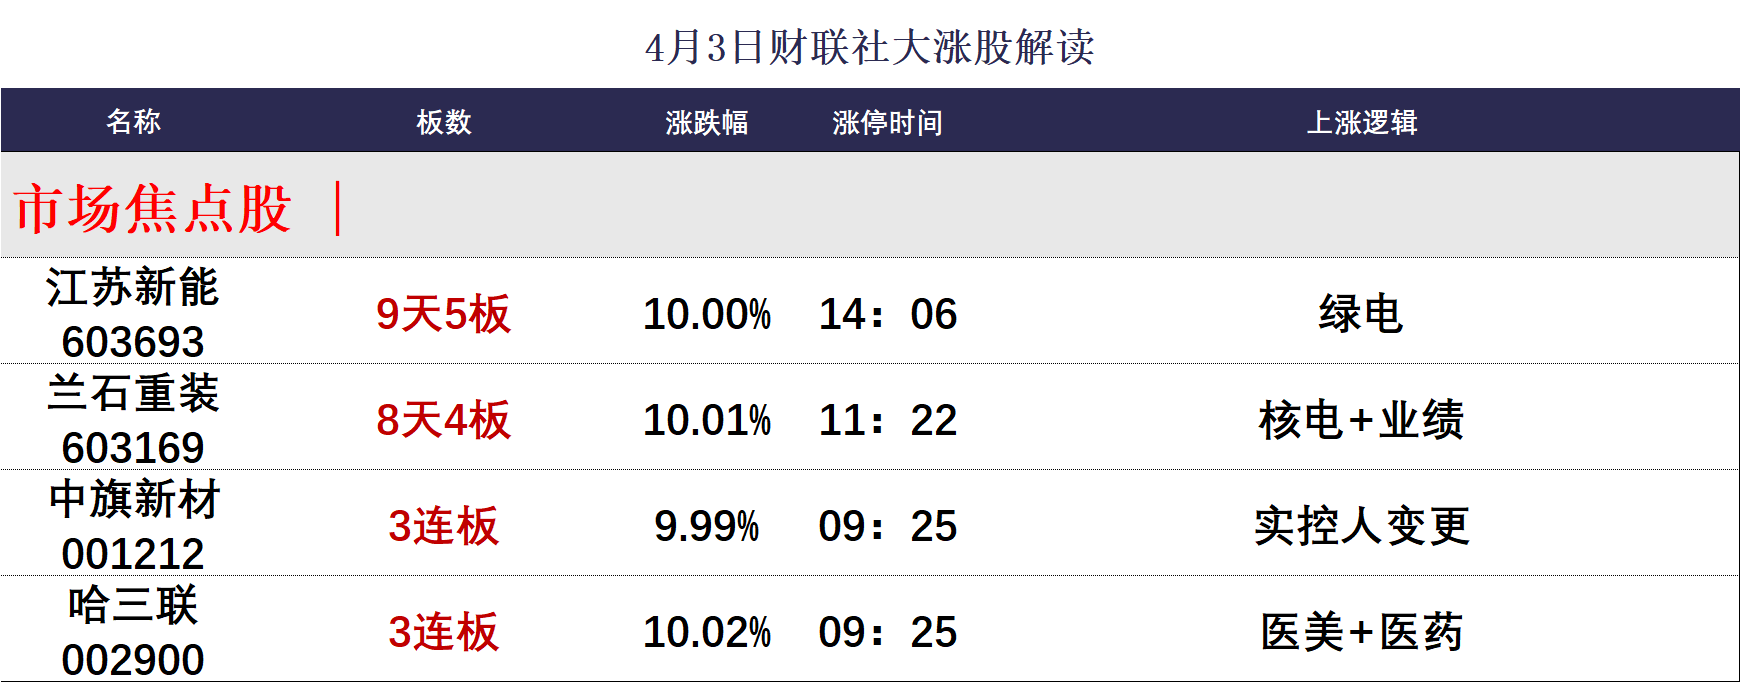 4月3日财联社大涨股解读
名称 板数 涨跌幅 涨停时间 上涨逻辑
市场焦点股 |
江苏新能
603693 9天5板 10.00% 14：06 绿电
兰石重装
603169 8天4板 10.01% 11：22 核电+业绩
中旗新材
001212 3连板 9.99% 09：25 实控人变更
哈三联
002900 3连板 10.02% 09：25 医美+医药